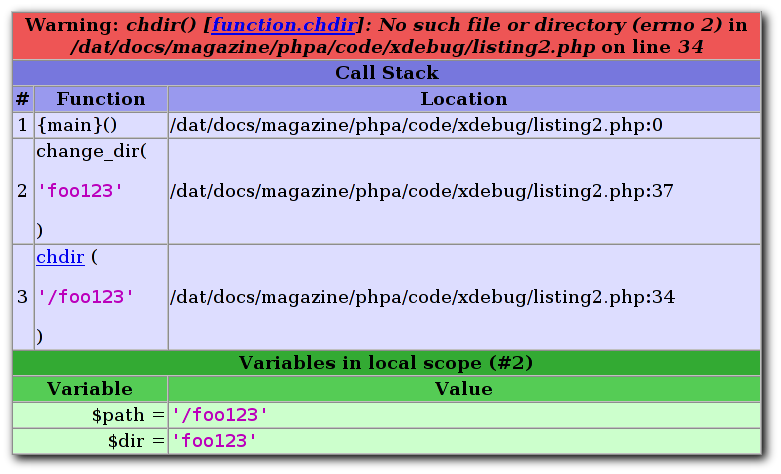 Warning: chdir() [function.chdir]: No such file or directory (errno 2) in
/dat/docs/magazine/phpa/code/xdebug/listing2.php on line 34
Call Stack
# Function Location
1 {main}() /dat/docs/magazine/phpa/code/xdebug/listing2.php:0
change_dir(
2 'foo123' /dat/docs/magazine/phpa/code/xdebug/listing2.php:37
)
chdir (
3 '/foo123' /dat/docs/magazine/phpa/code/xdebug/listing2.php:34
)
Variables in local scope (#2)
Variable Value
$path = '/foo123'
$dir = 'foo123'